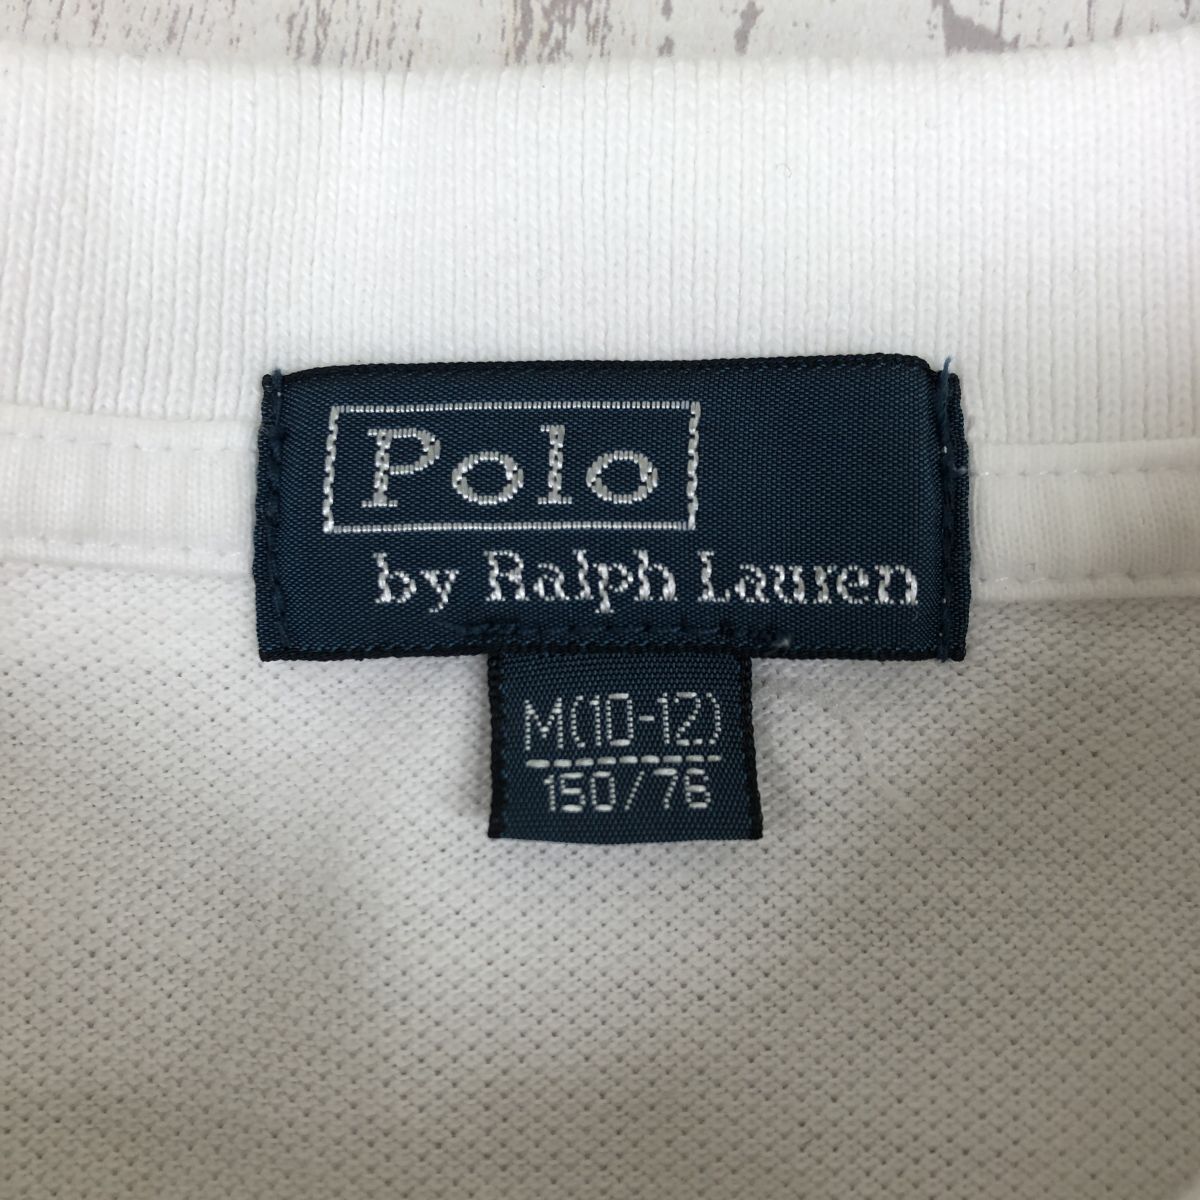 Polo
by Ralph Lauren
M(10-12)
150/76